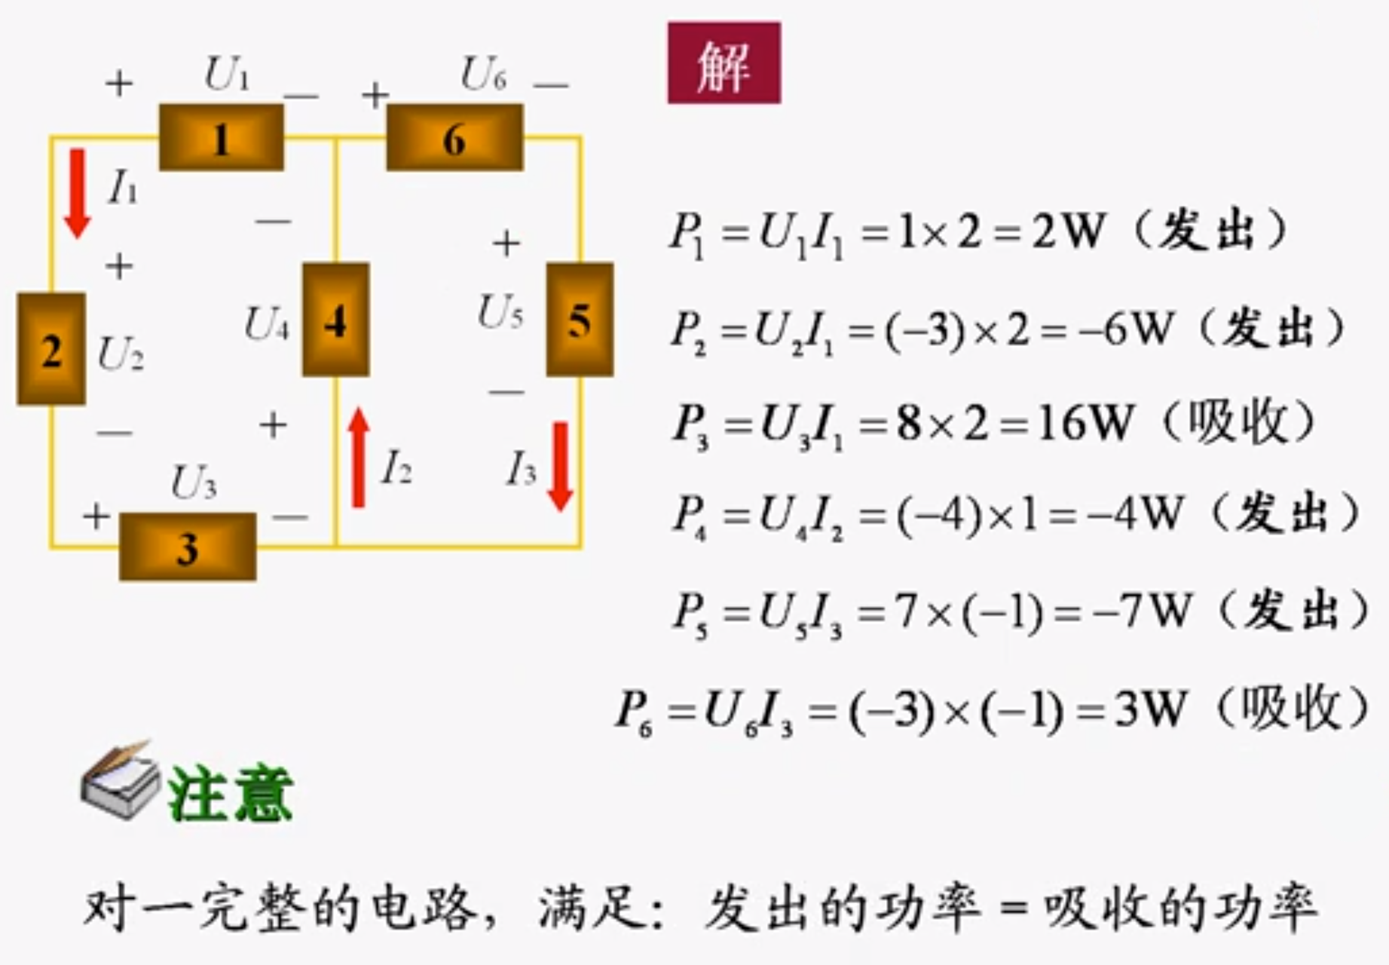 解
+ U₁ − + U₆ −
1 6
I₁
− +
+
2 U₂ U₄ 4 U₅ 5
− + −
I₂ I₃
U₃
+ −
3
P₁ = U₁I₁ = 1×2 = 2W（发出）
P₂ = U₂I₁ = (−3)×2 = −6W（发出）
P₃ = U₃I₁ = 8×2 = 16W（吸收）
P₄ = U₄I₂ = (−4)×1 = −4W（发出）
P₅ = U₅I₃ = 7×(−1) = −7W（发出）
P₆ = U₆I₃ = (−3)×(−1) = 3W（吸收）
注意
对一完整的电路，满足：发出的功率 = 吸收的功率